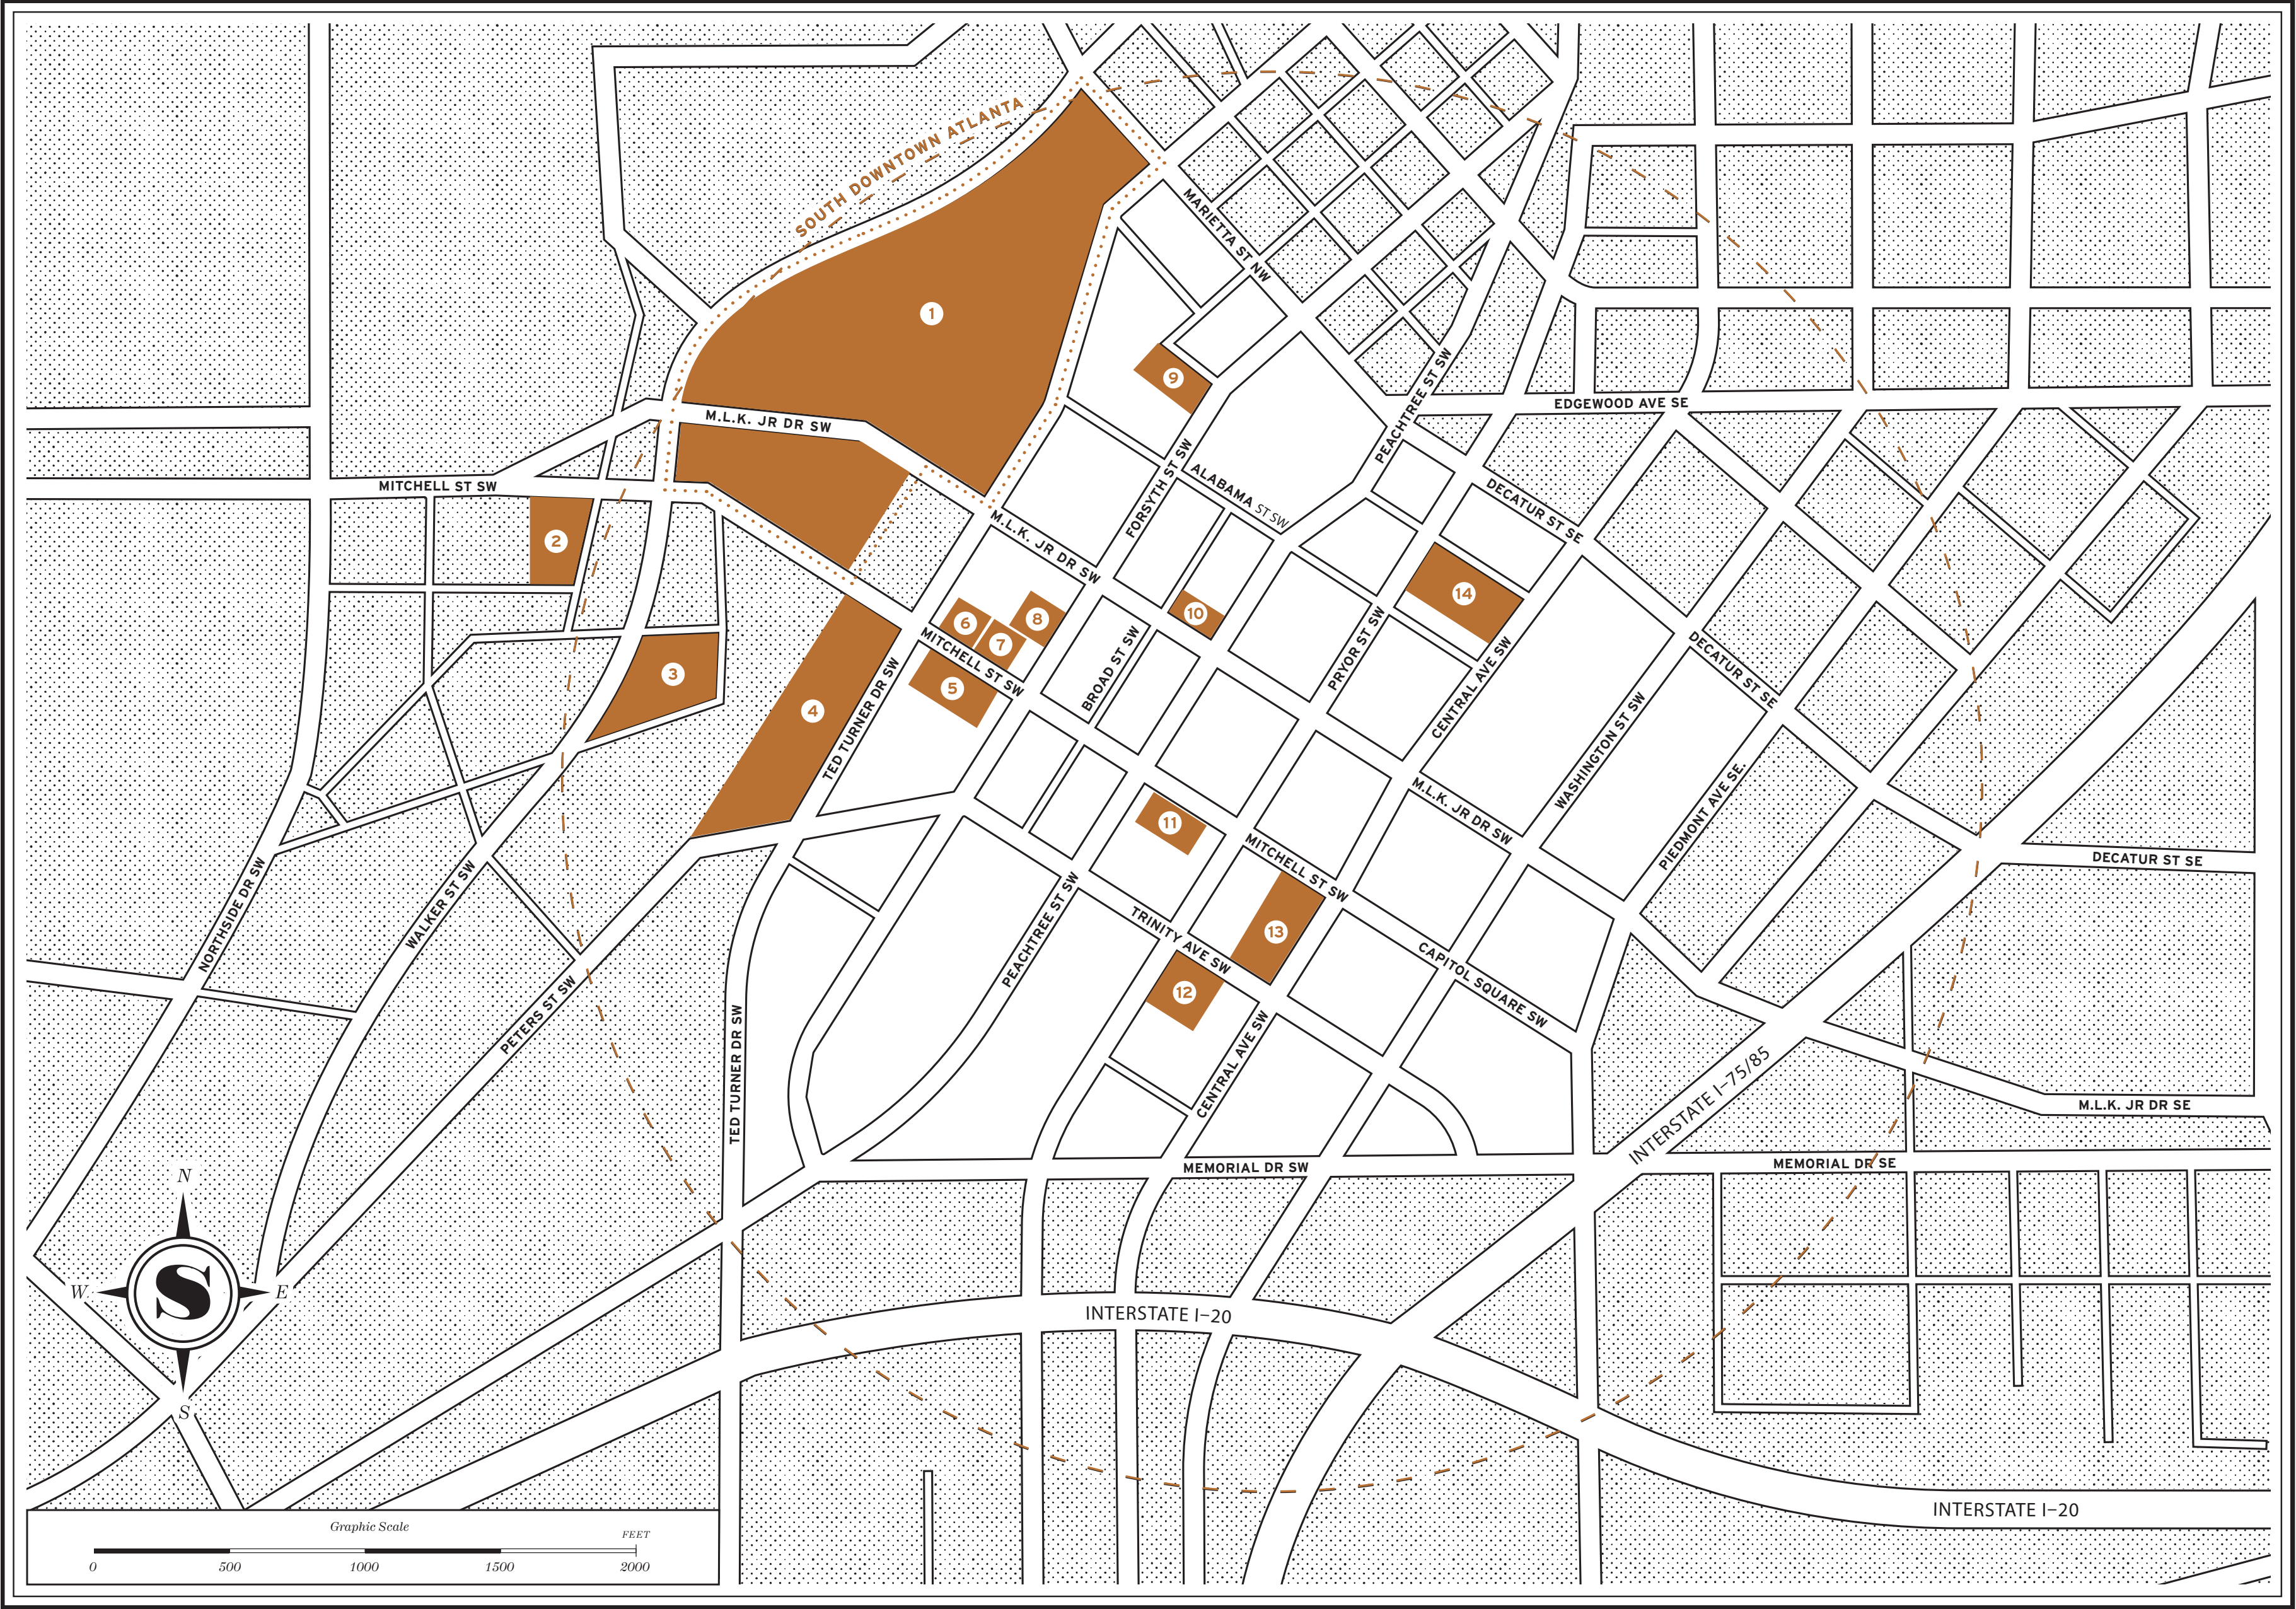 SOUTH DOWNTOWN ATLANTA
MARIETTA ST NW
1
9
M.L.K. JR DR SW
PEACHTREE ST SW
EDGEWOOD AVE SE
MITCHELL ST SW
FORSYTH ST SW
ALABAMA ST SW
DECATUR ST SE
2
M.L.K. JR DR SW
14
10
8
6
7
MITCHELL ST SW
5
3
4
BROAD ST SW
PRYOR ST SW
CENTRAL AVE SW
DECATUR ST SE
TED TURNER DR SW
WASHINGTON ST SW
PIEDMONT AVE SE.
M.L.K. JR DR SW
11
MITCHELL ST SW
DECATUR ST SE
NORTHSIDE DR SW
WALKER ST SW
PEACHTREE ST SW
TRINITY AVE SW
13
12
CAPITOL SQUARE SW
PETERS ST SW
TED TURNER DR SW
CENTRAL AVE SW
INTERSTATE I-75/85
M.L.K. JR DR SE
MEMORIAL DR SW
MEMORIAL DR SE
N
W
S
E
S
INTERSTATE I-20
INTERSTATE I-20
Graphic Scale
FEET
0 500 1000 1500 2000